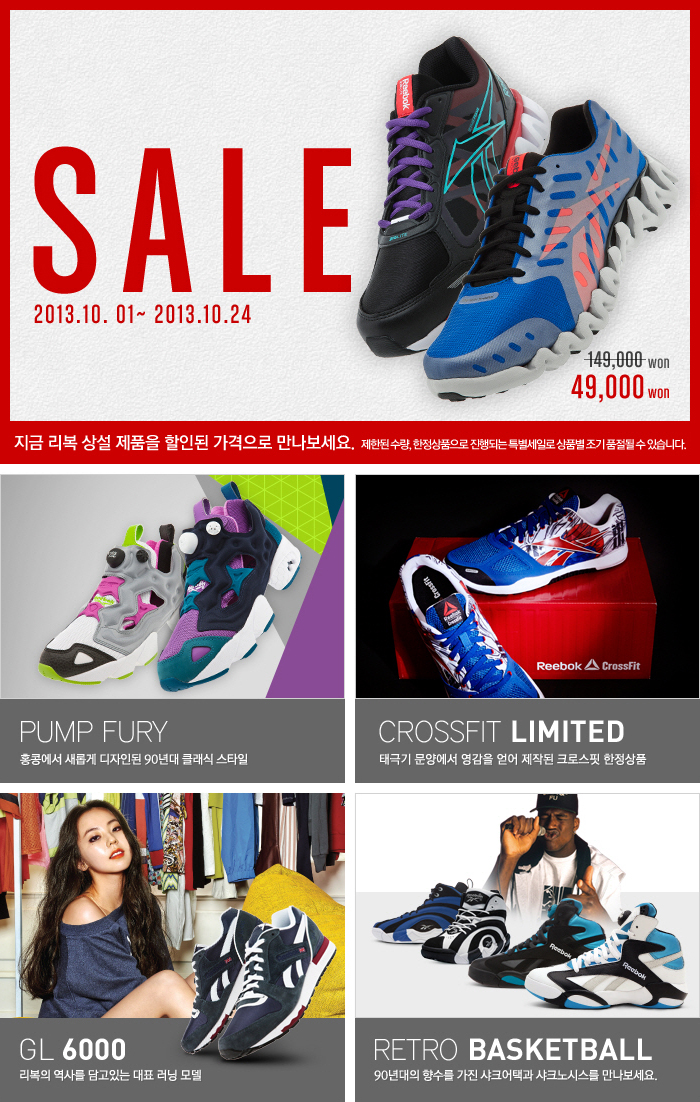 SALE
2013.10. 01~ 2013.10.24
149,000 won
49,000 won
지금 리복 상설 제품을 할인된 가격으로 만나보세요. 제한된 수량, 한정상품으로 진행되는 특별세일로 상품별 조기 품절될 수 있습니다.
Reebok
PUMP FURY
홍콩에서 새롭게 디자인된 90년대 클래식 스타일
CrossFit
Reebok CrossFit
CROSSFIT LIMITED
태극기 문양에서 영감을 얻어 제작된 크로스핏 한정상품
GL 6000
리복의 역사를 담고있는 대표 러닝 모델
FU
Reebok
Reebok
RETRO BASKETBALL
90년대의 향수를 가진 샤크어택과 샤크노시스를 만나보세요.